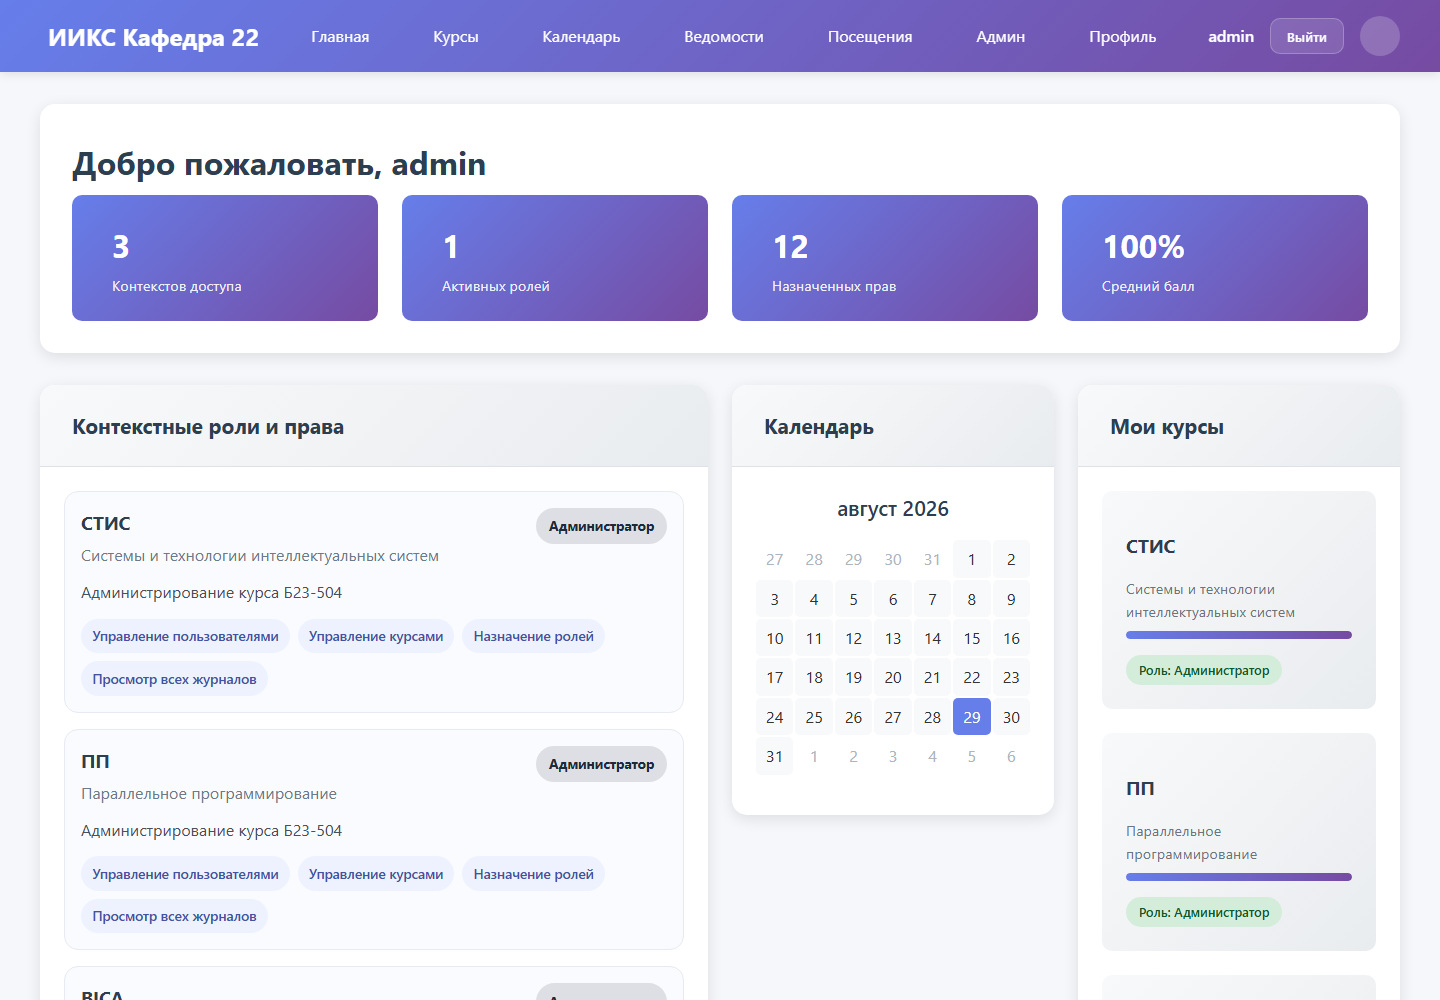 ИИКС Кафедра 22
Главная
Курсы
Календарь
Ведомости
Посещения
Админ
Профиль
admin
Выйти
Добро пожаловать, admin
3
Контекстов доступа
1
Активных ролей
12
Назначенных прав
100%
Средний балл
Контекстные роли и права
СТИС
Администратор
Системы и технологии интеллектуальных систем
Администрирование курса Б23-504
Управление пользователями
Управление курсами
Назначение ролей
Просмотр всех журналов
ПП
Администратор
Параллельное программирование
Администрирование курса Б23-504
Управление пользователями
Управление курсами
Назначение ролей
Просмотр всех журналов
Календарь
август 2026
27 28 29 30 31 1 2
3 4 5 6 7 8 9
10 11 12 13 14 15 16
17 18 19 20 21 22 23
24 25 26 27 28 29 30
31 1 2 3 4 5 6
Мои курсы
СТИС
Системы и технологии
интеллектуальных систем
Роль: Администратор
ПП
Параллельное
программирование
Роль: Администратор